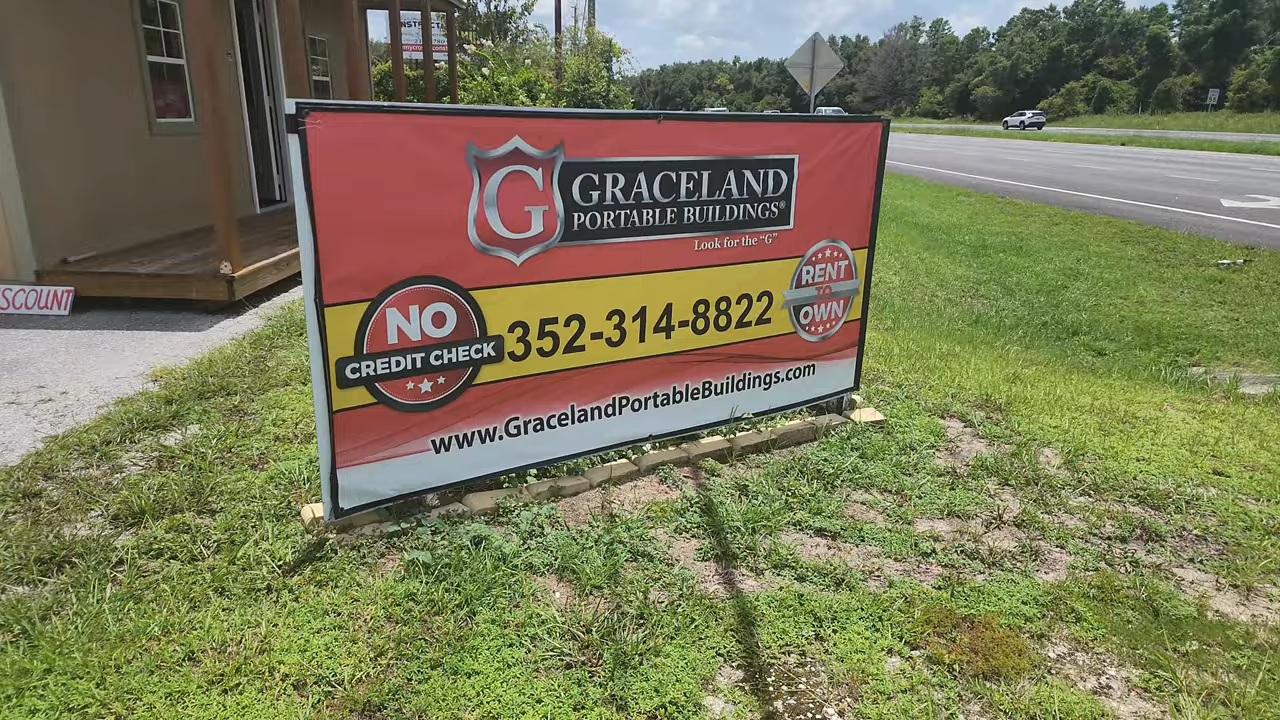 G
GRACELAND
PORTABLE BUILDINGS®
Look for the "G"
NO
CREDIT CHECK
352-314-8822
RENT
TO
OWN
www.GracelandPortableBuildings.com
SCOUNT